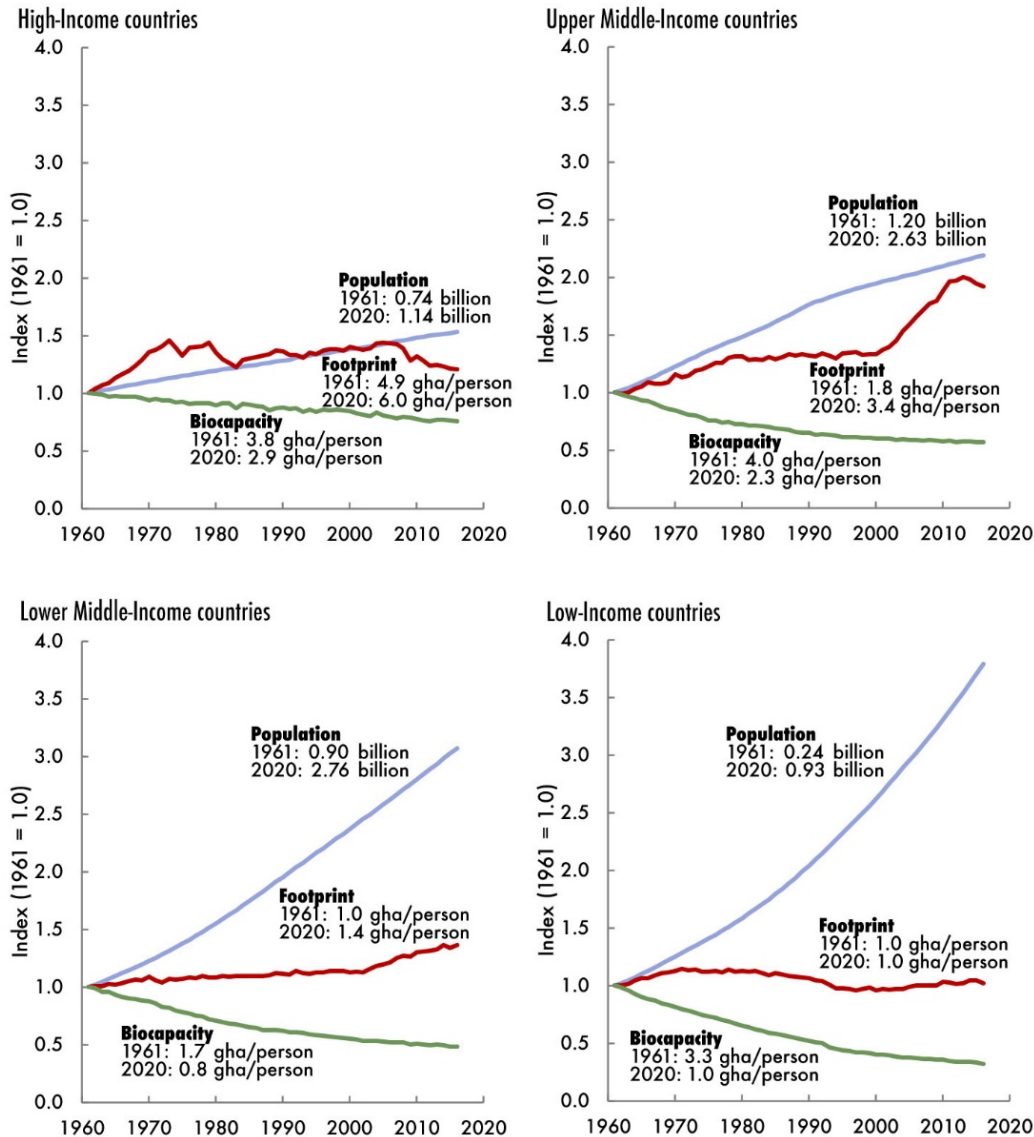 High-Income countries
4.0
3.5
3.0
2.5
2.0
1.5
1.0
0.5
0.0
Index (1961 = 1.0)
Population
1961: 0.74 billion
2020: 1.14 billion
Footprint
1961: 4.9 gha/person
2020: 6.0 gha/person
Biocapacity
1961: 3.8 gha/person
2020: 2.9 gha/person
1960 1970 1980 1990 2000 2010 2020
Upper Middle-Income countries
4.0
3.5
3.0
2.5
2.0
1.5
1.0
0.5
0.0
Index (1961 = 1.0)
Population
1961: 1.20 billion
2020: 2.63 billion
Footprint
1961: 1.8 gha/person
2020: 3.4 gha/person
Biocapacity
1961: 4.0 gha/person
2020: 2.3 gha/person
1960 1970 1980 1990 2000 2010 2020
Lower Middle-Income countries
4.0
3.5
3.0
2.5
2.0
1.5
1.0
0.5
0.0
Index (1961 = 1.0)
Population
1961: 0.90 billion
2020: 2.76 billion
Footprint
1961: 1.0 gha/person
2020: 1.4 gha/person
Biocapacity
1961: 1.7 gha/person
2020: 0.8 gha/person
1960 1970 1980 1990 2000 2010 2020
Low-Income countries
4.0
3.5
3.0
2.5
2.0
1.5
1.0
0.5
0.0
Index (1961 = 1.0)
Population
1961: 0.24 billion
2020: 0.93 billion
Footprint
1961: 1.0 gha/person
2020: 1.0 gha/person
Biocapacity
1961: 3.3 gha/person
2020: 1.0 gha/person
1960 1970 1980 1990 2000 2010 2020